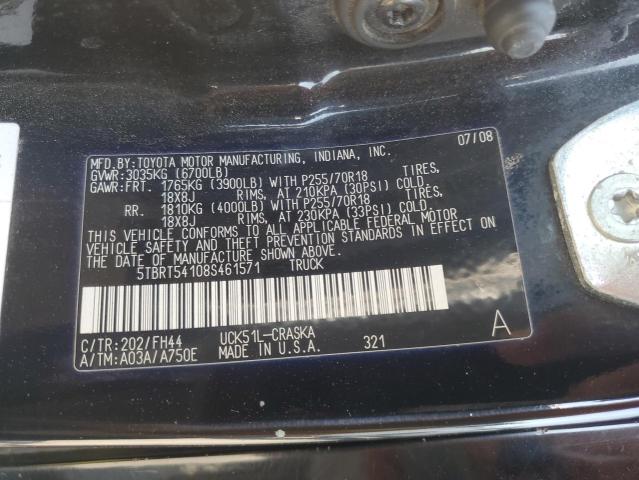 MFD.BY:TOYOTA MOTOR MANUFACTURING, INDIANA, INC. 07/08
GVWR:3035KG (6700LB)
GAWR:FRT. 1765KG (3900LB) WITH P255/70R18 TIRES,
18X8J RIMS, AT 210KPA (30PSI) COLD
RR. 1810KG (4000LB) WITH P255/70R18 TIRES,
18X8J RIMS, AT 230KPA (33PSI) COLD.
THIS VEHICLE CONFORMS TO ALL APPLICABLE FEDERAL MOTOR
VEHICLE SAFETY AND THEFT PREVENTION STANDARDS IN EFFECT ON
THE DATE OF MANUFACTURE SHOWN ABOVE.
5TBRT54108S461571 TRUCK
C/TR:202/FH44 UCK51L-CRASKA A
A/TM:A03A/A750E MADE IN U.S.A. 321